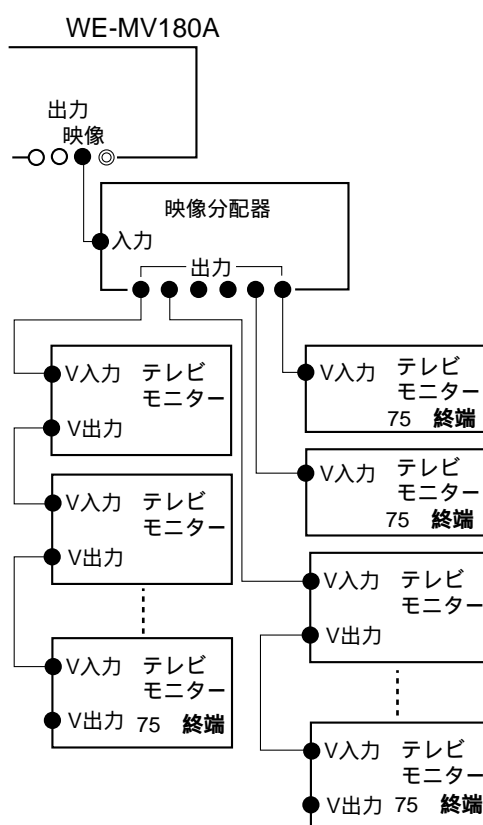 WE-MV180A
出力
映像
映像分配器
入力
出力
V入力 テレビ
モニター
V出力
V入力 テレビ
モニター
V出力
V入力 テレビ
モニター
V出力 75 終端
V入力 テレビ
モニター
75 終端
V入力 テレビ
モニター
75 終端
V入力 テレビ
モニター
V出力
V入力 テレビ
モニター
V出力 75 終端